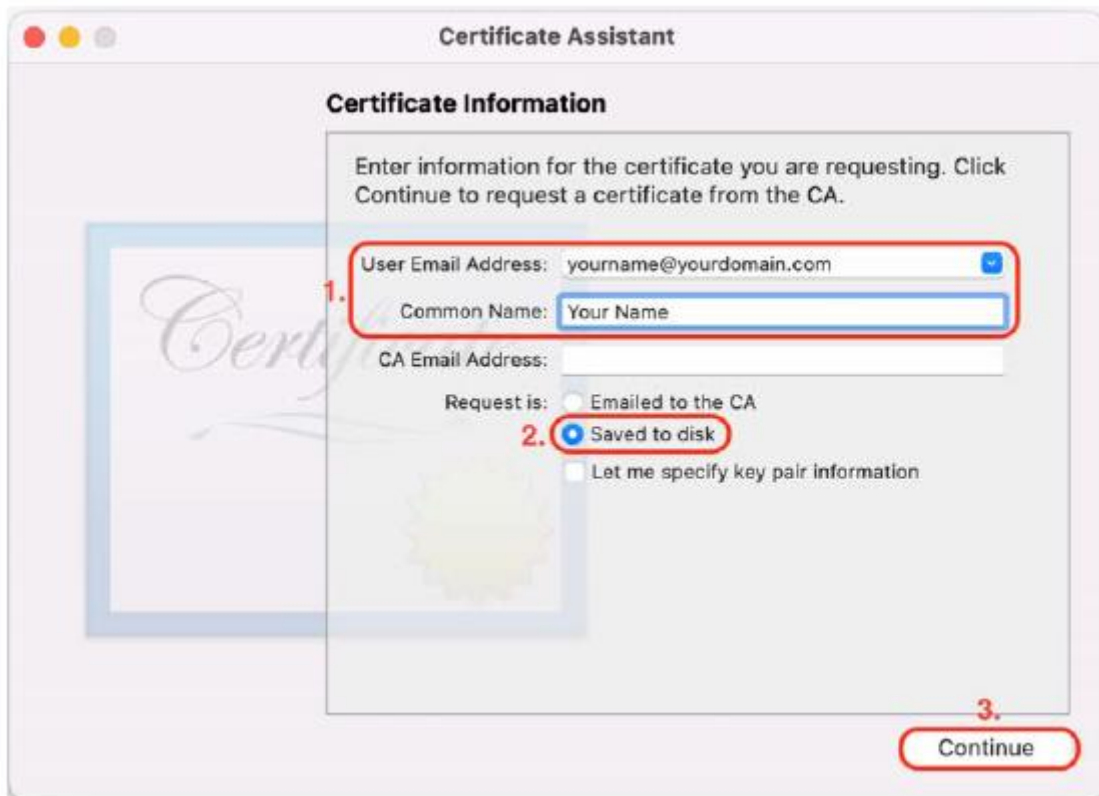 Certificate Assistant
Certificate Information
Enter information for the certificate you are requesting. Click
Continue to request a certificate from the CA.
1.
User Email Address: yourname@yourdomain.com
Common Name: Your Name
Certificate
CA Email Address:
Request is: Emailed to the CA
2. Saved to disk
Let me specify key pair information
3.
Continue